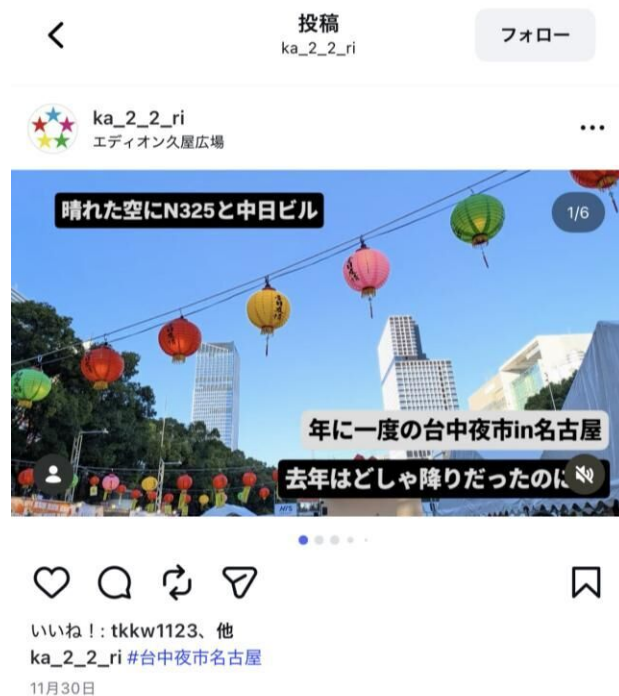 投稿
ka_2_2_ri
フォロー
ka_2_2_ri
エディオン久屋広場
晴れた空にN325と中日ビル
1/6
年に一度の台中夜市in名古屋
去年はどしゃ降りだったのに
いいね！: tkkw1123、他
ka_2_2_ri #台中夜市名古屋
11月30日